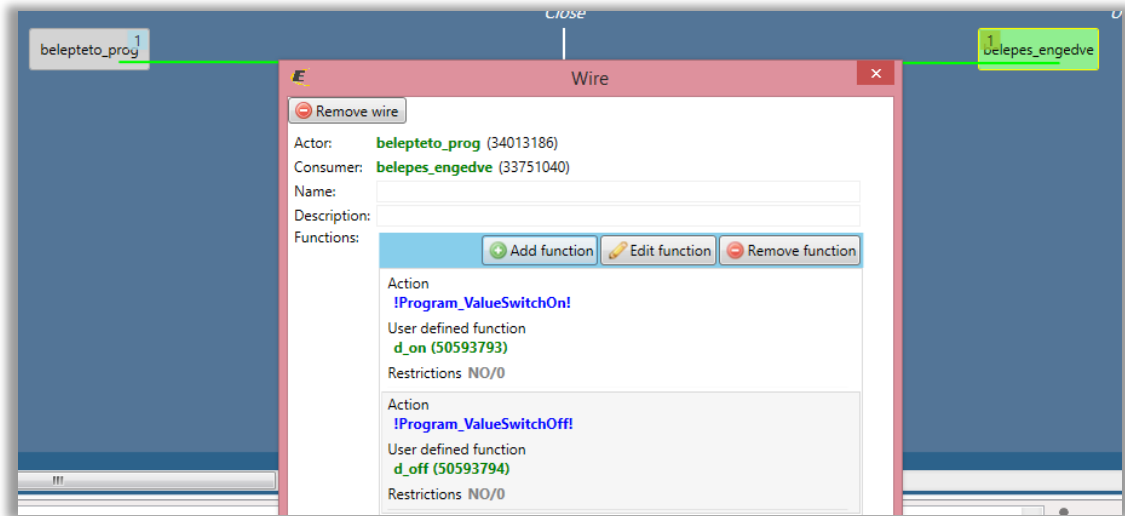 Close
belepteto_prog
1
1
belepes_engedve
E
Wire
×
Remove wire
Actor: belepteto_prog (34013186)
Consumer: belepes_engedve (33751040)
Name:
Description:
Functions:
Add function Edit function Remove function
Action
!Program_ValueSwitchOn!
User defined function
d_on (50593793)
Restrictions NO/0
Action
!Program_ValueSwitchOff!
User defined function
d_off (50593794)
Restrictions NO/0